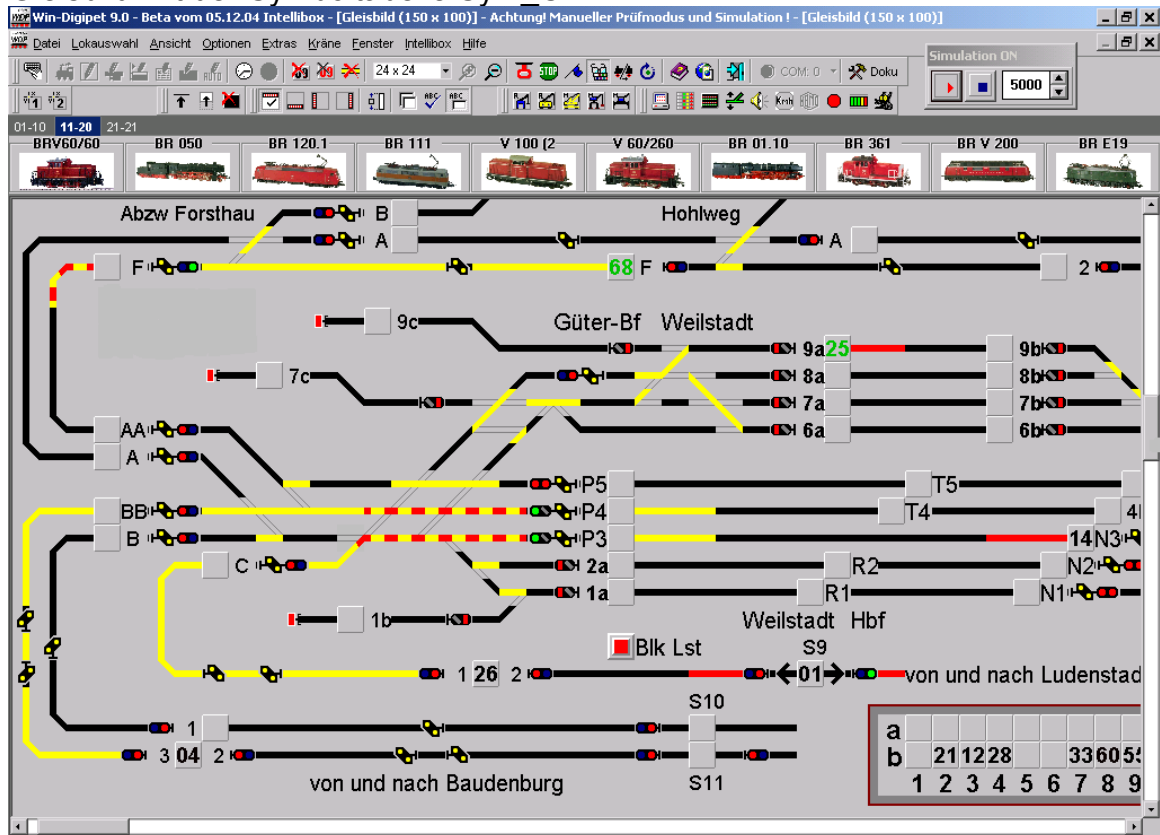 Win-Digipet 9.0 - Beta vom 05.12.04 Intellibox - [Gleisbild (150 x 100)] - Achtung! Manueller Prüfmodus und Simulation ! - [Gleisbild (150 x 100)]
Datei Lokauswahl Ansicht Optionen Extras Kräne Fenster Intellibox Hilfe
Simulation ON
24 x 24 STOP COM: 0 Doku
5000
01-10 11-20 21-21
BRV60/60 BR 050 BR 120.1 BR 111 V 100 (2 V 60/260 BR 01.10 BR 361 BR V 200 BR E19
Abzw Forsthau B Hohlweg
A A
F 68 F 2
9c Güter-Bf Weilstadt
9a 25 9b
7c 8a 8b
7a 7b
AA 6a 6b
A
P5 T5
BB P4 T4
B P3 14 N3
C 2a R2 N2
1a R1 N1
1b Weilstadt Hbf
Blk Lst S9
1 26 2 01 von und nach Ludenstad
S10
1 a
3 04 2 b 21 12 28 33 60 55
von und nach Baudenburg S11 1 2 3 4 5 6 7 8 9